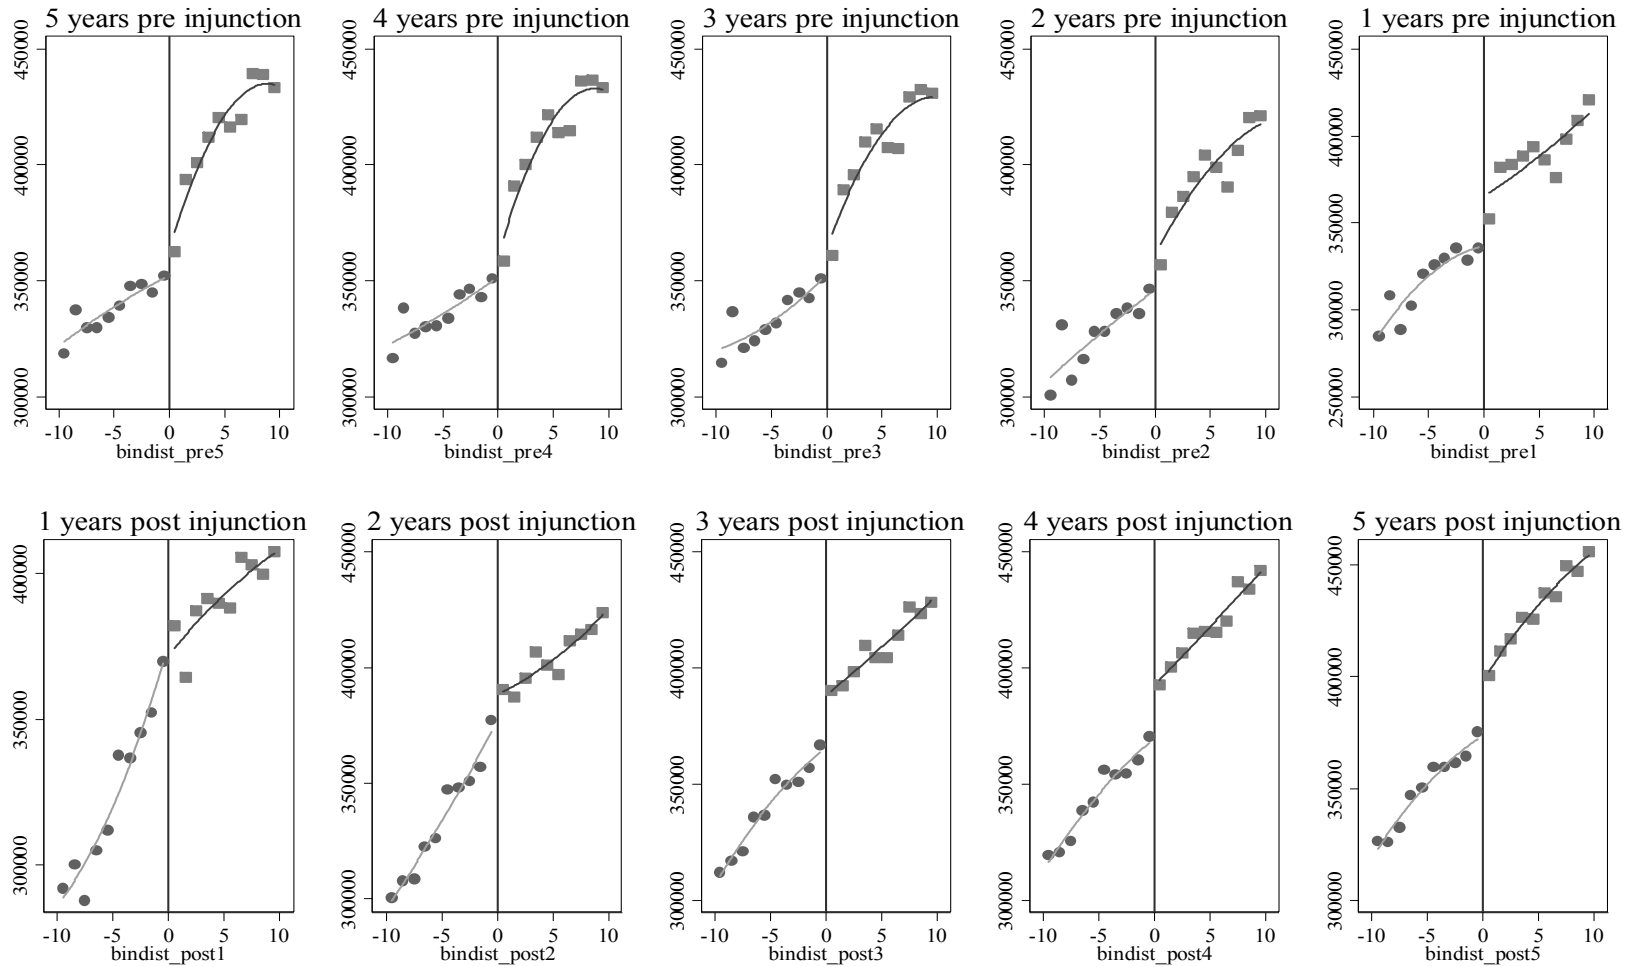 5 years pre injunction
450000
400000
350000
300000
-10 -5 0 5 10
bindist_pre5
4 years pre injunction
450000
400000
350000
300000
-10 -5 0 5 10
bindist_pre4
3 years pre injunction
450000
400000
350000
300000
-10 -5 0 5 10
bindist_pre3
2 years pre injunction
450000
400000
350000
300000
-10 -5 0 5 10
bindist_pre2
1 years pre injunction
450000
400000
350000
300000
250000
-10 -5 0 5 10
bindist_pre1
1 years post injunction
400000
350000
300000
-10 -5 0 5 10
bindist_post1
2 years post injunction
450000
400000
350000
300000
-10 -5 0 5 10
bindist_post2
3 years post injunction
450000
400000
350000
300000
-10 -5 0 5 10
bindist_post3
4 years post injunction
450000
400000
350000
300000
-10 -5 0 5 10
bindist_post4
5 years post injunction
450000
400000
350000
300000
-10 -5 0 5 10
bindist_post5